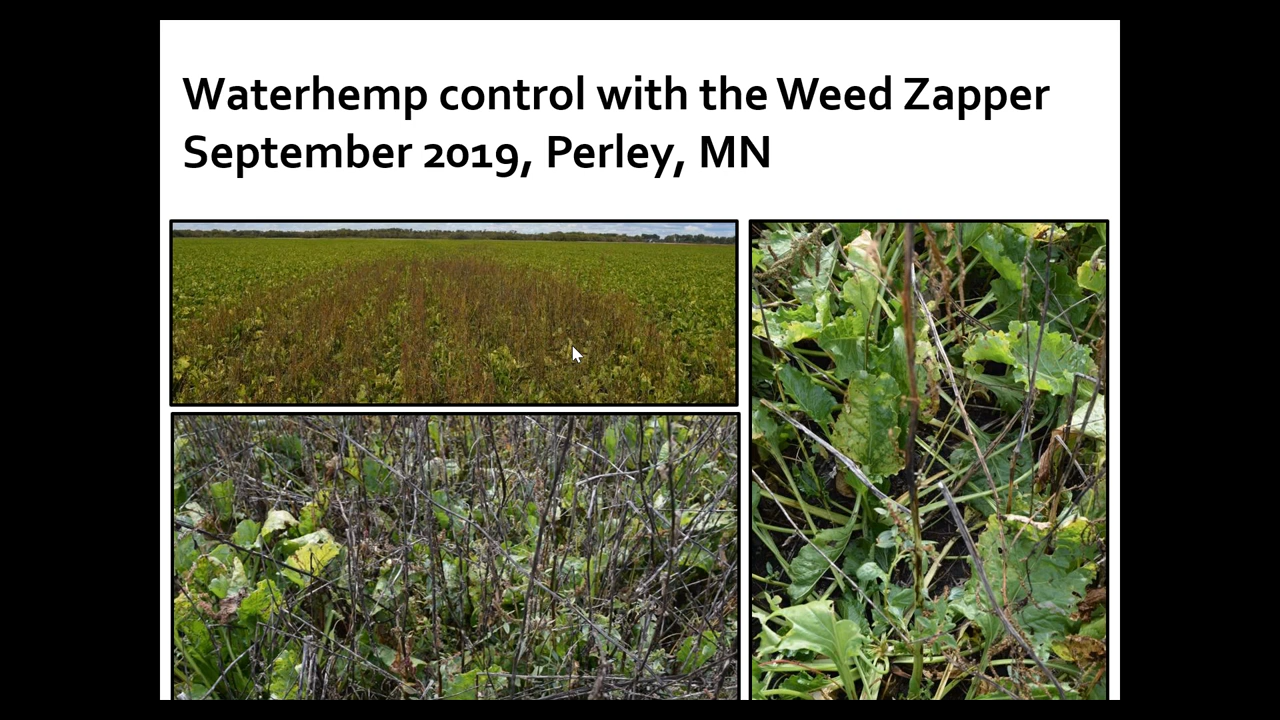 Waterhemp control with the Weed Zapper
September 2019, Perley, MN